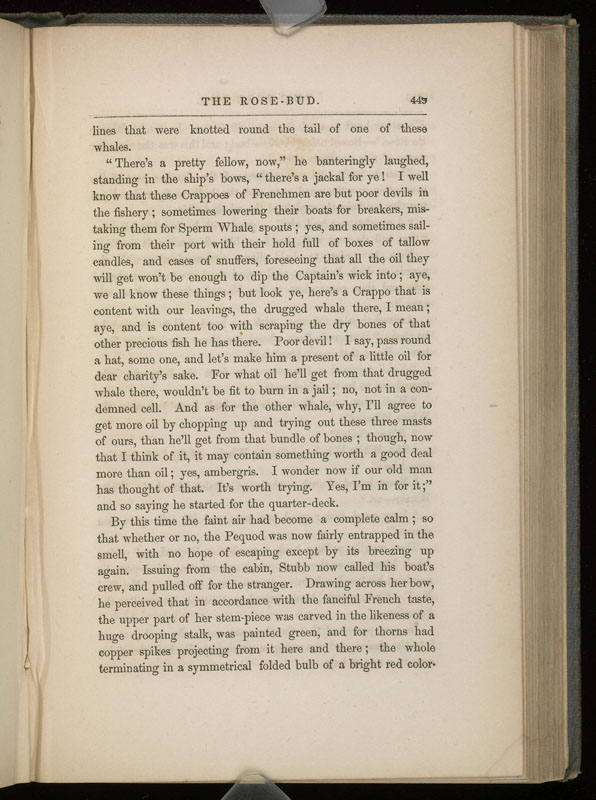 THE ROSE-BUD. 449
lines that were knotted round the tail of one of these
whales.
“There’s a pretty fellow, now,” he banteringly laughed,
standing in the ship’s bows, “there’s a jackal for ye! I well
know that these Crappoes of Frenchmen are but poor devils in
the fishery; sometimes lowering their boats for breakers, mis-
taking them for Sperm Whale spouts; yes, and sometimes sail-
ing from their port with their hold full of boxes of tallow
candles, and cases of snuffers, foreseeing that all the oil they
will get won’t be enough to dip the Captain’s wick into; aye,
we all know these things; but look ye, here’s a Crappo that is
content with our leavings, the drugged whale there, I mean;
aye, and is content too with scraping the dry bones of that
other precious fish he has there. Poor devil! I say, pass round
a hat, some one, and let’s make him a present of a little oil for
dear charity’s sake. For what oil he’ll get from that drugged
whale there, wouldn’t be fit to burn in a jail; no, not in a con-
demned cell. And as for the other whale, why, I’ll agree to
get more oil by chopping up and trying out these three masts
of ours, than he’ll get from that bundle of bones; though, now
that I think of it, it may contain something worth a good deal
more than oil; yes, ambergris. I wonder now if our old man
has thought of that. It’s worth trying. Yes, I’m in for it;”
and so saying he started for the quarter-deck.
By this time the faint air had become a complete calm; so
that whether or no, the Pequod was now fairly entrapped in the
smell, with no hope of escaping except by its breezing up
again. Issuing from the cabin, Stubb now called his boat’s
crew, and pulled off for the stranger. Drawing across her bow,
he perceived that in accordance with the fanciful French taste,
the upper part of her stem-piece was carved in the likeness of a
huge drooping stalk, was painted green, and for thorns had
copper spikes projecting from it here and there; the whole
terminating in a symmetrical folded bulb of a bright red color.